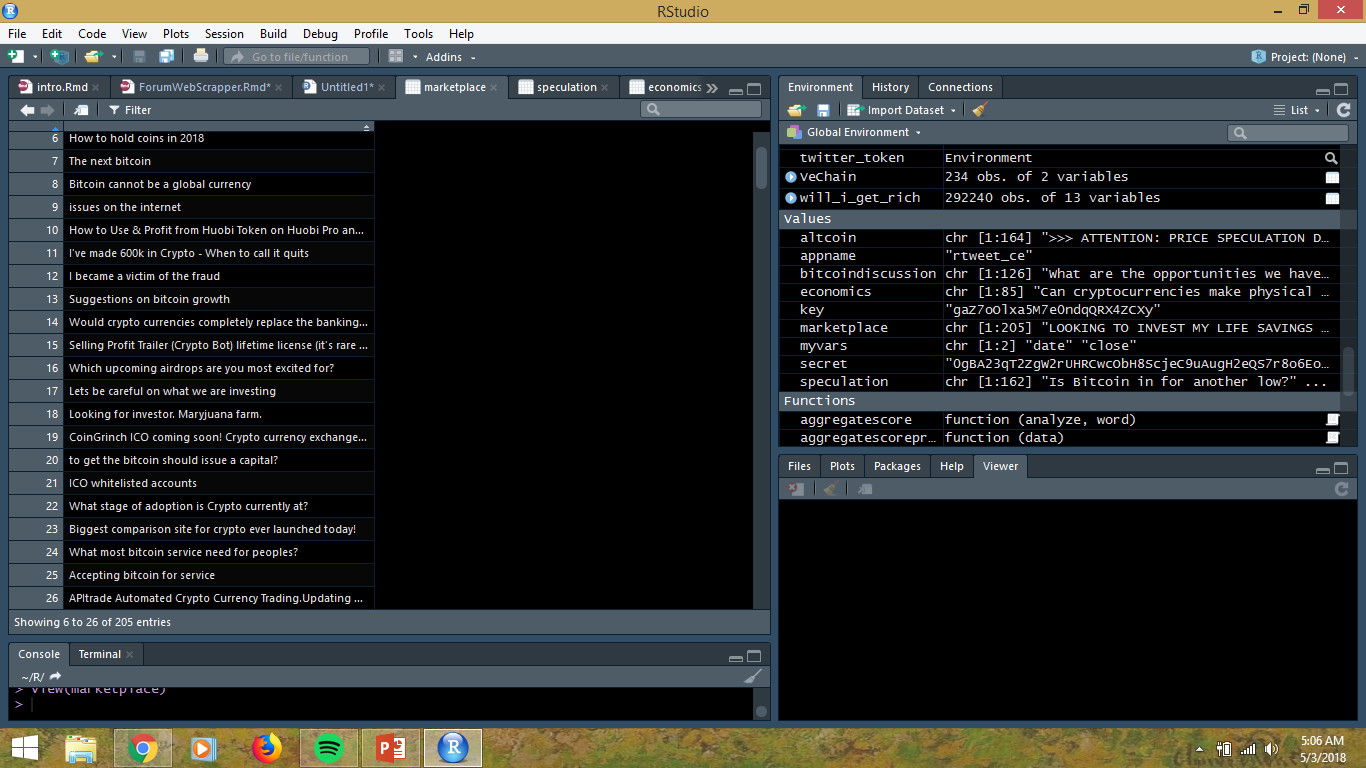 RStudio
File Edit Code View Plots Session Build Debug Profile Tools Help
Go to file/function Addins Project: (None)
intro.Rmd ForumWebScrapper.Rmd* Untitled1* marketplace speculation economics
Filter
6 How to hold coins in 2018
7 The next bitcoin
8 Bitcoin cannot be a global currency
9 issues on the internet
10 How to Use & Profit from Huobi Token on Huobi Pro an...
11 I've made 600k in Crypto - When to call it quits
12 I became a victim of the fraud
13 Suggestions on bitcoin growth
14 Would crypto currencies completely replace the banking...
15 Selling Profit Trailer (Crypto Bot) lifetime license (it`s rare ...
16 Which upcoming airdrops are you most excited for?
17 Lets be careful on what we are investing
18 Looking for investor. Maryjuana farm.
19 CoinGrinch ICO coming soon! Crypto currency exchange...
20 to get the bitcoin should issue a capital?
21 ICO whitelisted accounts
22 What stage of adoption is Crypto currently at?
23 Biggest comparison site for crypto ever launched today!
24 What most bitcoin service need for peoples?
25 Accepting bitcoin for service
26 APItrade Automated Crypto Currency Trading.Updating ...
Showing 6 to 26 of 205 entries
Console Terminal
~/R/
> View(marketplace)
>
Environment History Connections
Import Dataset List
Global Environment
twitter_token Environment
VeChain 234 obs. of 2 variables
will_i_get_rich 292240 obs. of 13 variables
Values
altcoin chr [1:164] ">>> ATTENTION: PRICE SPECULATION D…
appname "rtweet_ce"
bitcoindiscussion chr [1:126] "What are the opportunities we have…
economics chr [1:85] "Can cryptocurrencies make physical …
key "gaZ7oOlxa5M7e0ndqQRX4ZCXy"
marketplace chr [1:205] "LOOKING TO INVEST MY LIFE SAVINGS …
myvars chr [1:2] "date" "close"
secret "OgBA23qT2ZgW2rUHRCwcObH8ScjeC9uAugH2eQS7r8o6Eo…
speculation chr [1:162] "Is Bitcoin in for another low?" ...
Functions
aggregatescore function (analyze, word)
aggregatescorepr… function (data)
Files Plots Packages Help Viewer
5:06 AM
5/3/2018